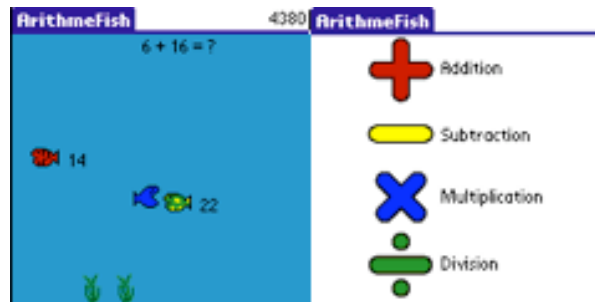 ArithmeFish 4380
6 + 16 = ?
14
22
ArithmeFish
Addition
Subtraction
Multiplication
Division